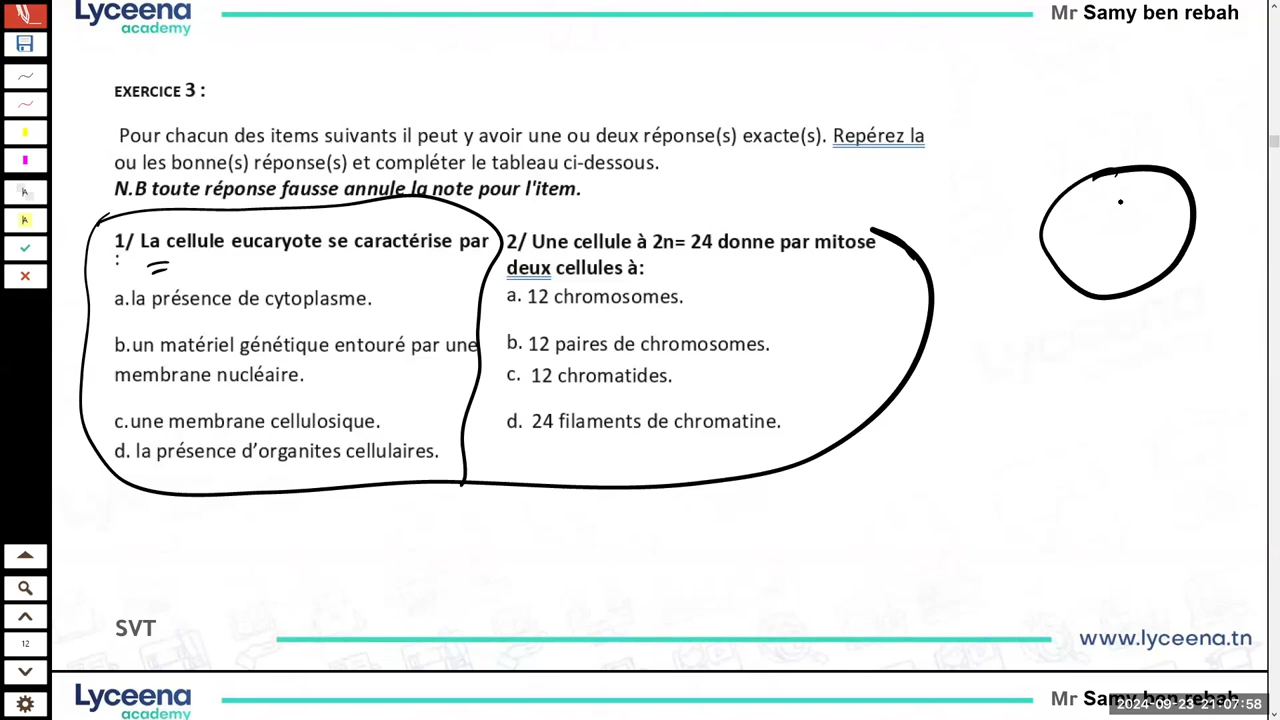 Lyceena
academy
Mr Samy ben rebah
EXERCICE 3 :
Pour chacun des items suivants il peut y avoir une ou deux réponse(s) exacte(s). Repérez la
ou les bonne(s) réponse(s) et compléter le tableau ci-dessous.
N.B toute réponse fausse annule la note pour l'item.
1/ La cellule eucaryote se caractérise par
:
a.la présence de cytoplasme.
b.un matériel génétique entouré par une
membrane nucléaire.
c.une membrane cellulosique.
d. la présence d’organites cellulaires.
2/ Une cellule à 2n= 24 donne par mitose
deux cellules à:
a. 12 chromosomes.
b. 12 paires de chromosomes.
c. 12 chromatides.
d. 24 filaments de chromatine.
SVT
www.lyceena.tn
12
Lyceena
academy
Mr Samy ben rebah
2024-09-23 21:07:58